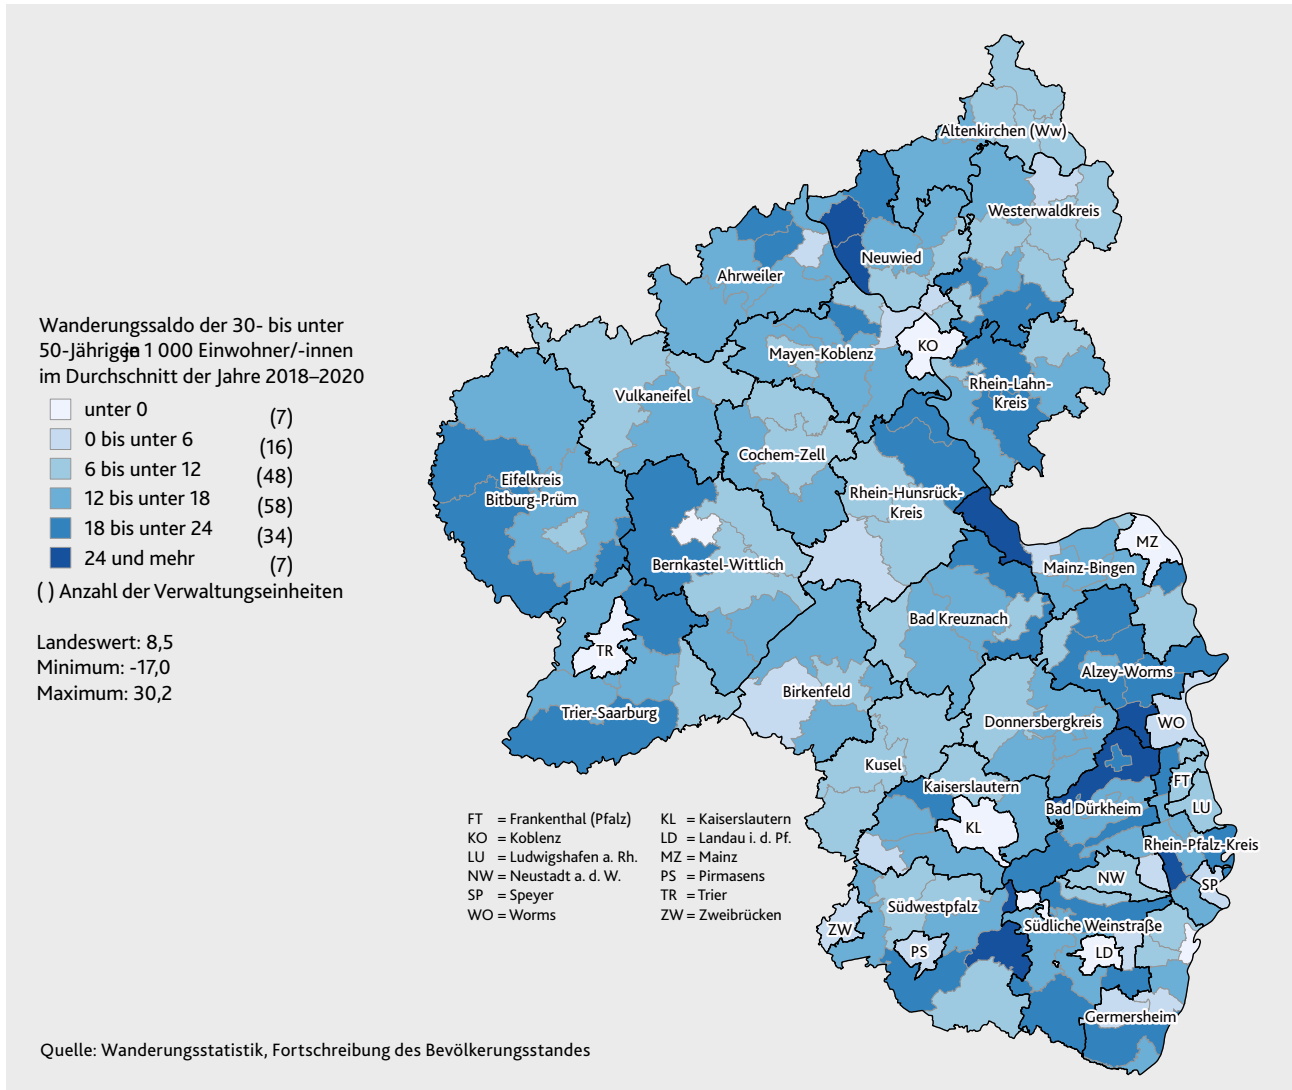 Wanderungssaldo der 30- bis unter
50-Jährigen je 1 000 Einwohner/-innen
im Durchschnitt der Jahre 2018–2020
unter 0 (7)
0 bis unter 6 (16)
6 bis unter 12 (48)
12 bis unter 18 (58)
18 bis unter 24 (34)
24 und mehr (7)
( ) Anzahl der Verwaltungseinheiten
Landeswert: 8,5
Minimum: -17,0
Maximum: 30,2
Altenkirchen (Ww)
Westerwaldkreis
Neuwied
Ahrweiler
KO
Mayen-Koblenz
Rhein-Lahn-
Kreis
Vulkaneifel
Cochem-Zell
Eifelkreis
Bitburg-Prüm
Rhein-Hunsrück-
Kreis
MZ
Bernkastel-Wittlich
Mainz-Bingen
Bad Kreuznach
TR
Alzey-Worms
Birkenfeld
Trier-Saarburg
Donnersbergkreis
WO
Kusel
Kaiserslautern
FT
Bad Dürkheim
LU
KL
Rhein-Pfalz-Kreis
NW
SP
Südwestpfalz
ZW
Südliche Weinstraße
PS
LD
Germersheim
FT = Frankenthal (Pfalz)
KO = Koblenz
LU = Ludwigshafen a. Rh.
NW = Neustadt a. d. W.
SP = Speyer
WO = Worms
KL = Kaiserslautern
LD = Landau i. d. Pf.
MZ = Mainz
PS = Pirmasens
TR = Trier
ZW = Zweibrücken
Quelle: Wanderungsstatistik, Fortschreibung des Bevölkerungsstandes